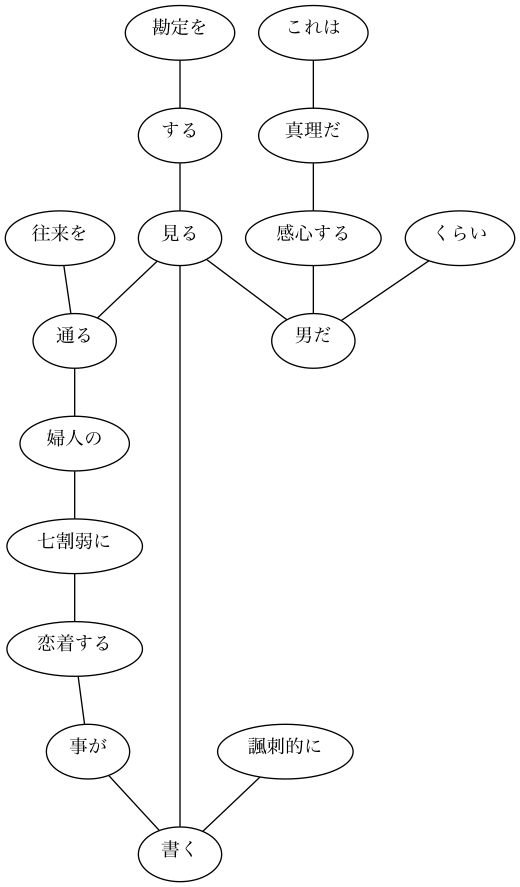 勘定を
これは
する
真理だ
往来を
見る
感心する
くらい
通る
男だ
婦人の
七割弱に
恋着する
事が
諷刺的に
書く